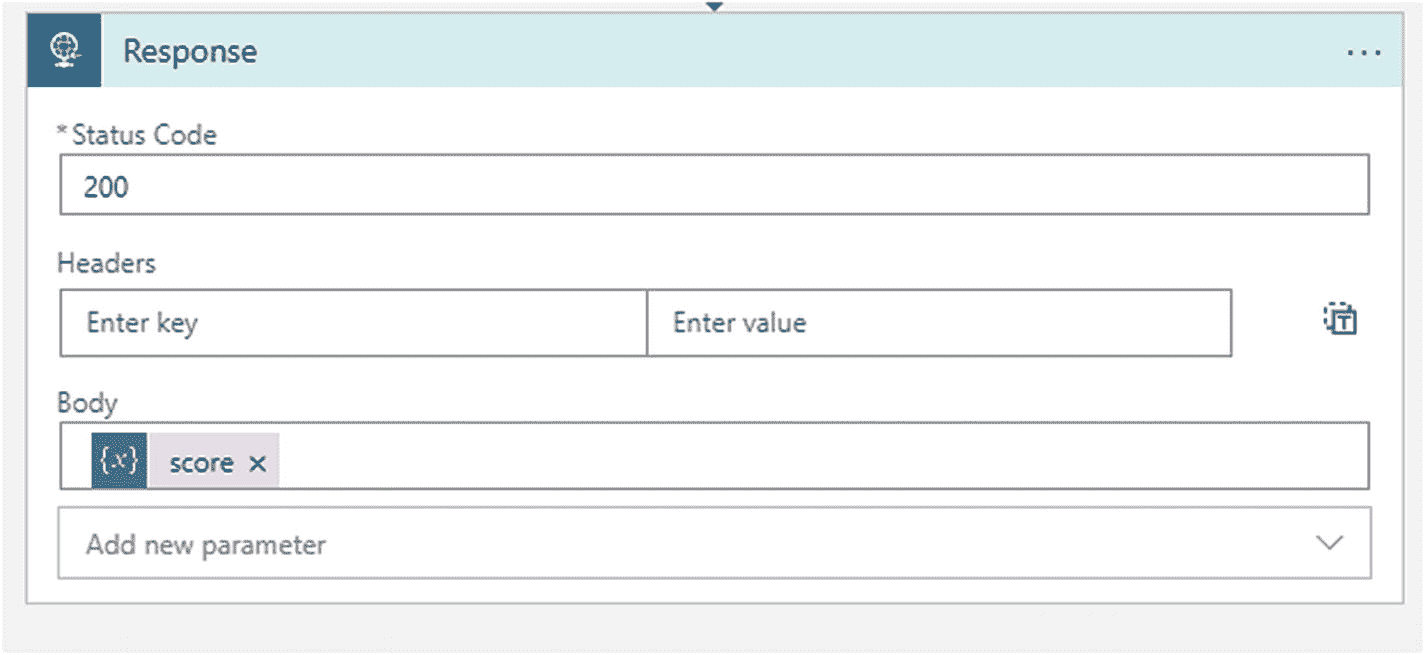 Response
...
* Status Code
200
Headers
Enter key
Enter value
T
Body
{x} score ×
Add new parameter